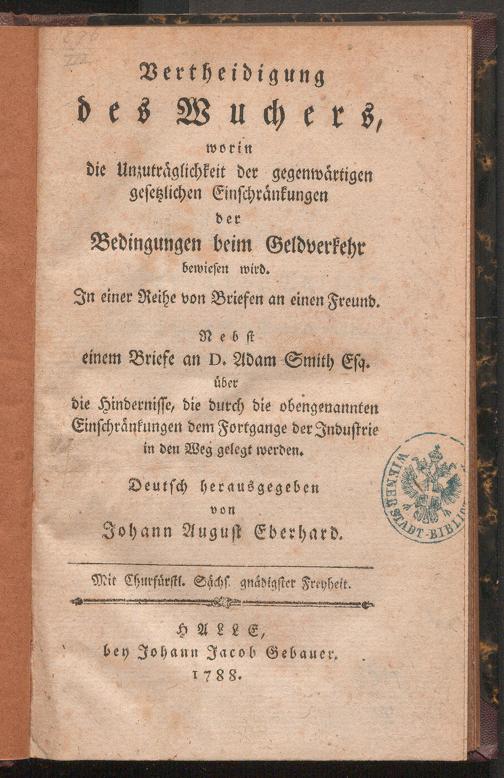 Vertheidigung
des Wuchers,
worin
die Unzuträglichkeit der gegenwärtigen
gesetzlichen Einschränkungen
der
Bedingungen beim Geldverkehr
bewiesen wird.
In einer Reihe von Briefen an einen Freund.
Nebst
einem Briefe an D. Adam Smith Esq.
über
die Hindernisse, die durch die obengenannten
Einschränkungen dem Fortgange der Industrie
in den Weg gelegt werden.
Deutsch herausgegeben
von
Johann August Eberhard.
Mit Churfürstl. Sächs. gnädigster Freyheit.
HALLE,
bey Johann Jacob Gebauer.
1788.
WIENER STADT-BIBLIO